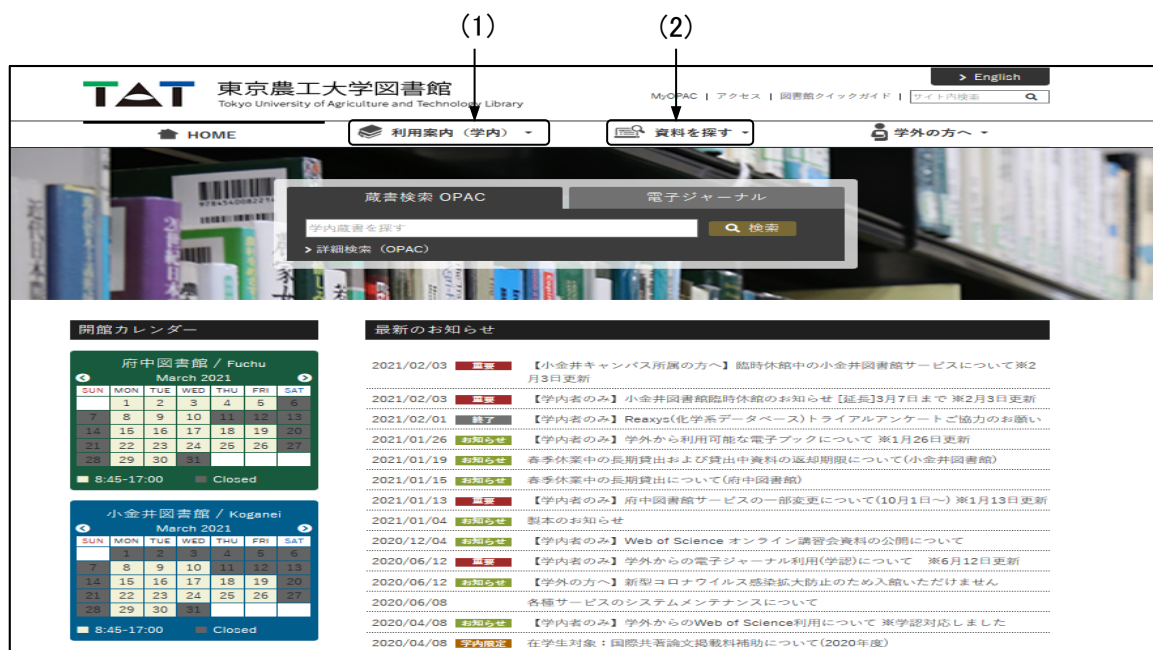 (1)
(2)
TAT
東京農工大学図書館
Tokyo University of Agriculture and Technology Library
> English
MyOPAC | アクセス | 図書館クイックガイド | サイト内検索
HOME
利用案内（学内）
資料を探す
学外の方へ
蔵書検索 OPAC
電子ジャーナル
学内蔵書を探す
検索
> 詳細検索（OPAC）
開館カレンダー
府中図書館 / Fuchu
March 2021
SUN MON TUE WED THU FRI SAT
1 2 3 4 5 6
7 8 9 10 11 12 13
14 15 16 17 18 19 20
21 22 23 24 25 26 27
28 29 30 31
8:45-17:00 Closed
小金井図書館 / Koganei
March 2021
SUN MON TUE WED THU FRI SAT
1 2 3 4 5 6
7 8 9 10 11 12 13
14 15 16 17 18 19 20
21 22 23 24 25 26 27
28 29 30 31
8:45-17:00 Closed
最新のお知らせ
2021/02/03 重要 【小金井キャンパス所属の方へ】臨時休館中の小金井図書館サービスについて※2
月3日更新
2021/02/03 重要 【学内者のみ】小金井図書館臨時休館のお知らせ [延長]3月7日まで ※2月3日更新
2021/02/01 終了 【学内者のみ】Reaxys(化学系データベース)トライアルアンケートご協力のお願い
2021/01/26 お知らせ 【学内者のみ】学外から利用可能な電子ブックについて ※1月26日更新
2021/01/19 お知らせ 春季休業中の長期貸出および貸出中資料の返却期限について(小金井図書館)
2021/01/15 お知らせ 春季休業中の長期貸出について(府中図書館)
2021/01/13 重要 【学内者のみ】府中図書館サービスの一部変更について(10月1日～) ※1月13日更新
2021/01/04 お知らせ 製本のお知らせ
2020/12/04 お知らせ 【学内者のみ】Web of Science オンライン講習会資料の公開について
2020/06/12 重要 【学内者のみ】学外からの電子ジャーナル利用(学認)について ※6月12日更新
2020/06/12 お知らせ 【学外の方へ】新型コロナウイルス感染拡大防止のため入館いただけません
2020/06/08 各種サービスのシステムメンテナンスについて
2020/04/08 お知らせ 【学内者のみ】学外からのWeb of Science利用について ※学認対応しました
2020/04/08 学内限定 在学生対象：国際共著論文掲載料補助について(2020年度)